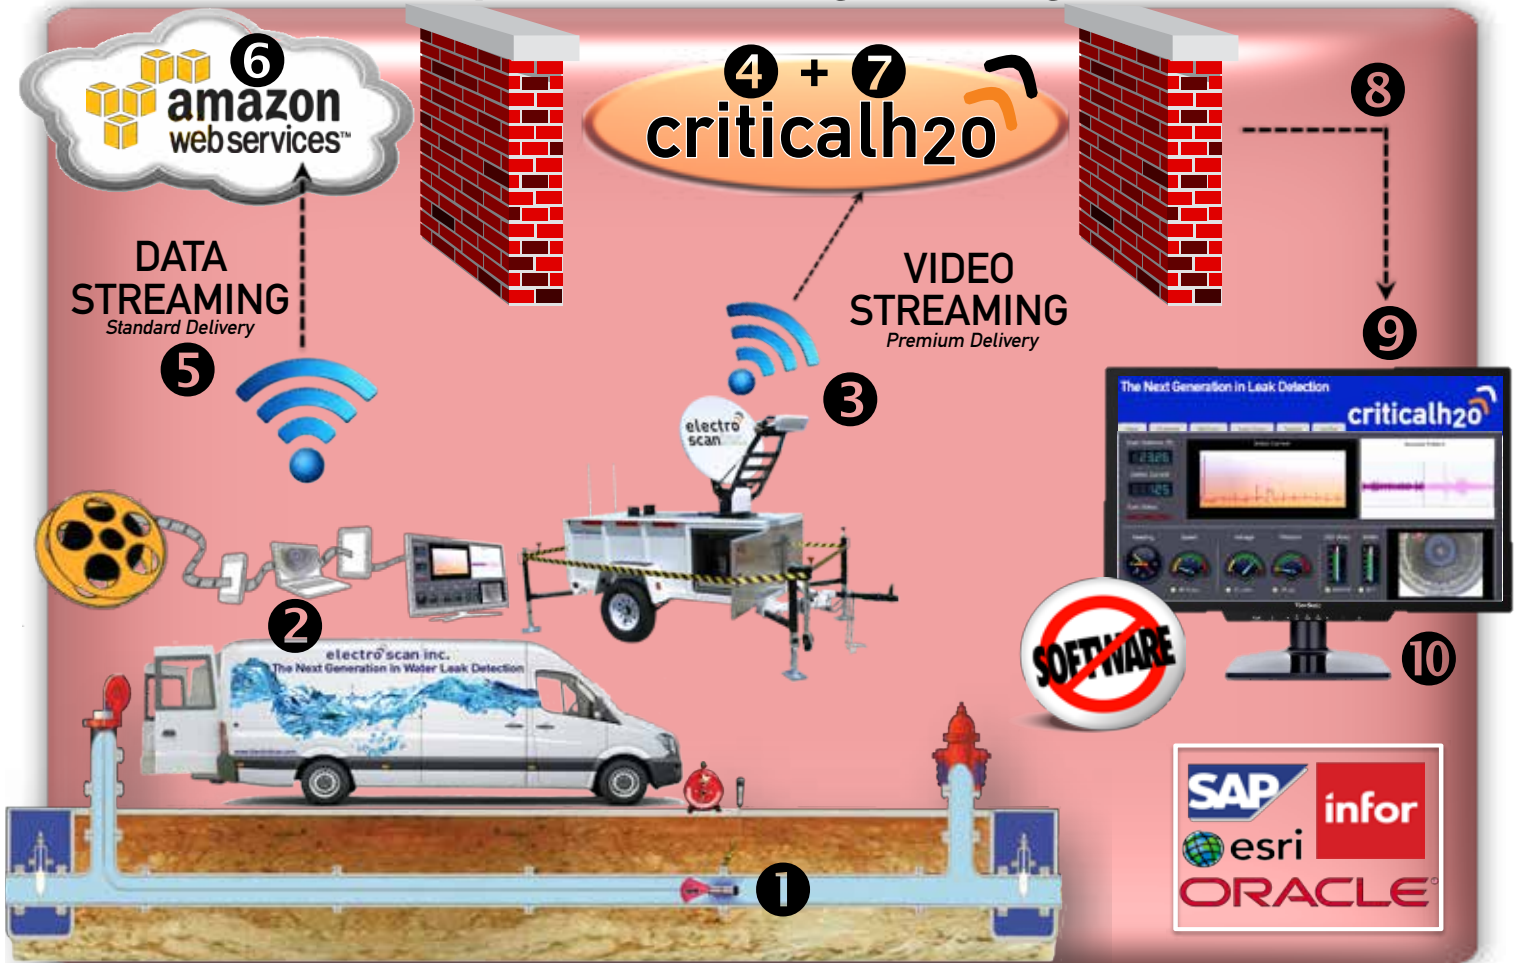 6
amazon
webservices™
4 + 7
criticalh2o
8
DATA
STREAMING
Standard Delivery
5
VIDEO
STREAMING
Premium Delivery
3
9
electro
scan
The Next Generation in Leak Detection
criticalh2o
2
electro scan inc.
The Next Generation in Water Leak Detection
SOFTWARE
10
1
SAP
infor
esri
ORACLE